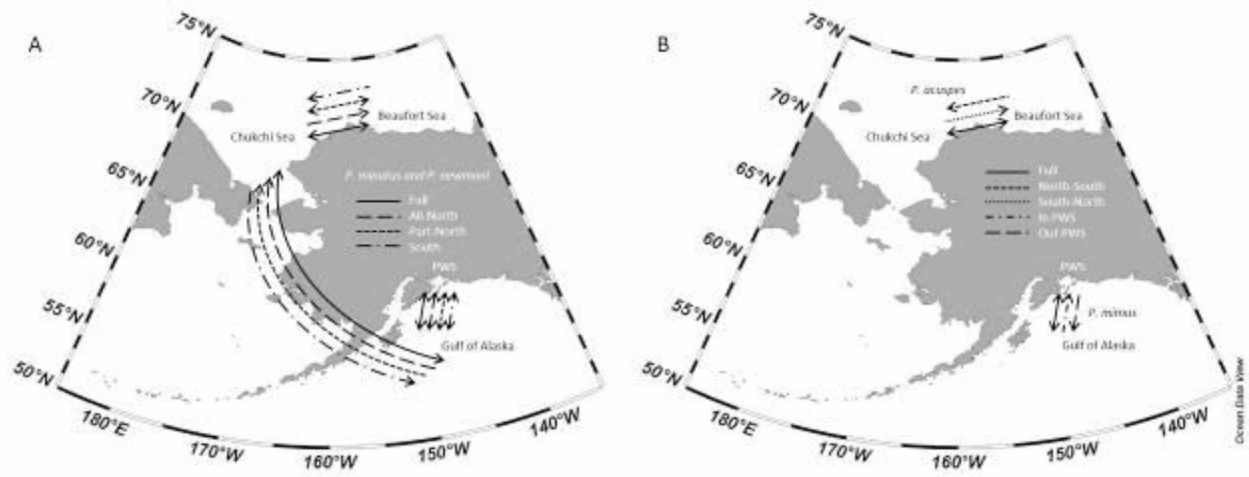 A
75°N
70°N
65°N
60°N
55°N
50°N
180°E
170°W
160°W
150°W
140°W
Chukchi Sea
Beaufort Sea
P. minutus and P. newmani
Full
All-North
Part-North
South
PWS
Gulf of Alaska
B
75°N
70°N
65°N
60°N
55°N
50°N
180°E
170°W
160°W
150°W
140°W
P. acuspes
Chukchi Sea
Beaufort Sea
Full
North-South
South-North
In PWS
Out PWS
PWS
P. mimus
Gulf of Alaska
Ocean Data View